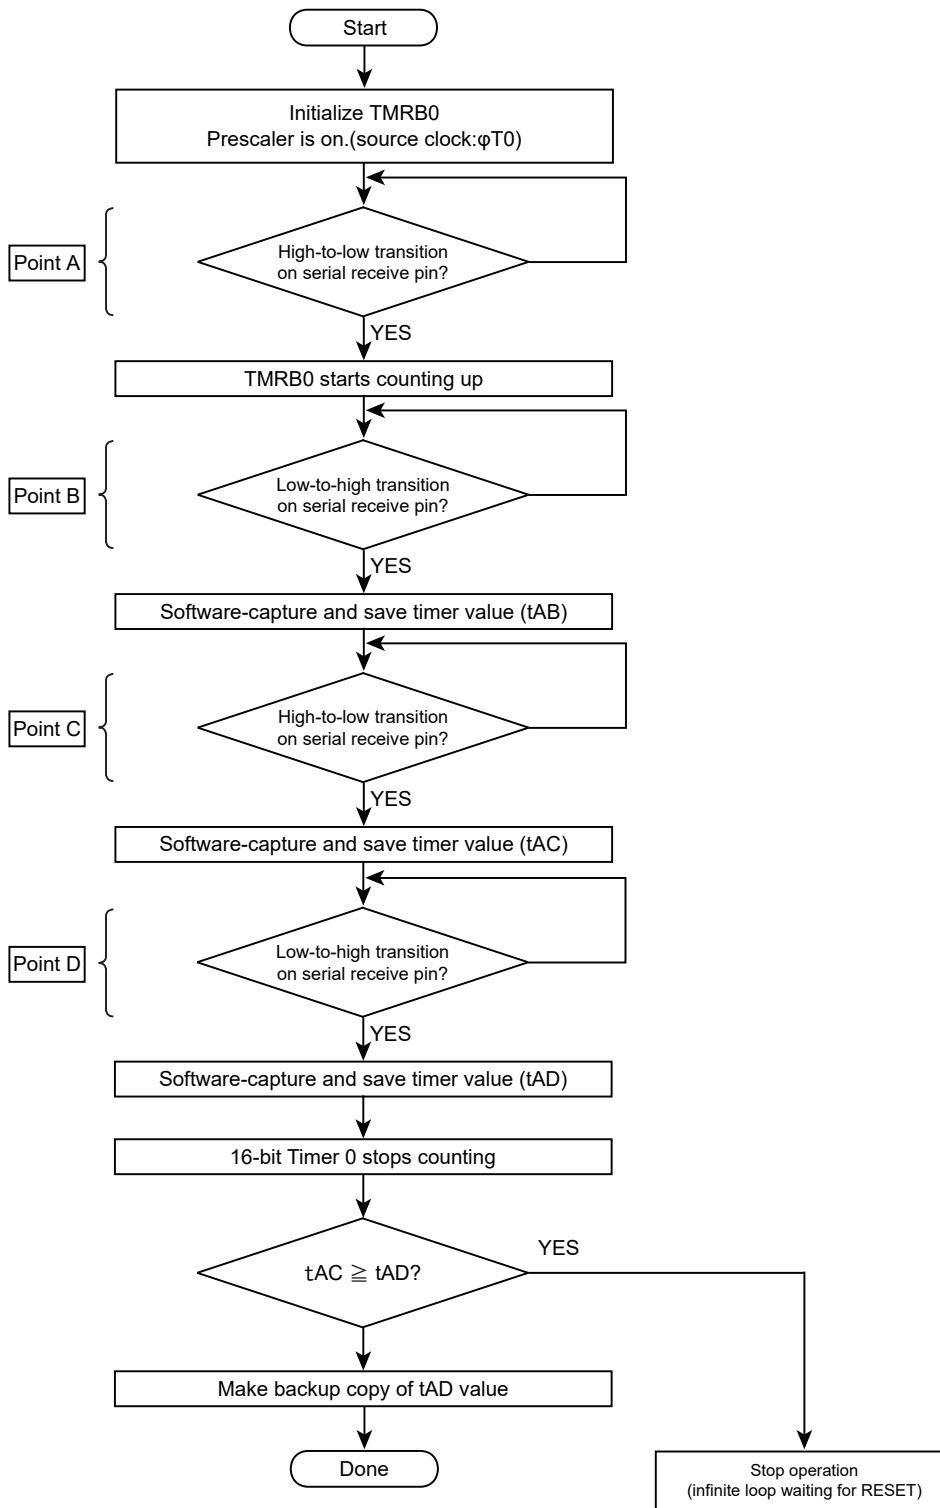 Start
Initialize TMRB0
Prescaler is on.(source clock:φT0)
Point A
High-to-low transition
on serial receive pin?
YES
TMRB0 starts counting up
Point B
Low-to-high transition
on serial receive pin?
YES
Software-capture and save timer value (tAB)
Point C
High-to-low transition
on serial receive pin?
YES
Software-capture and save timer value (tAC)
Point D
Low-to-high transition
on serial receive pin?
YES
Software-capture and save timer value (tAD)
16-bit Timer 0 stops counting
YES
tAC ≧ tAD?
Make backup copy of tAD value
Done
Stop operation
(infinite loop waiting for RESET)